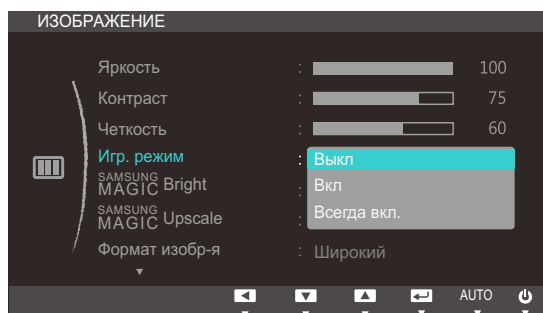 ИЗОБРАЖЕНИЕ
Яркость : 100
Контраст : 75
Четкость : 60
Игр. режим : Выкл
SAMSUNG MAGIC Bright : Вкл
SAMSUNG MAGIC Upscale : Всегда вкл.
Формат изобр-я : Широкий
AUTO